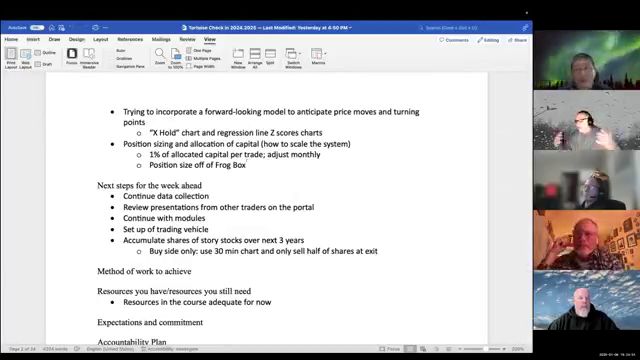 AutoSave
Tortoise Check in 2024.2025 — Last Modified: Yesterday at 4:50 PM
Home Insert Draw Design Layout References Mailings Review View
Comments Editing Share
Print Layout
Web Layout
Outline
Draft
Focus
Immersive Reader
Ruler
Gridlines
Navigation Pane
Zoom
Zoom to 100%
One Page
Multiple Pages
Page Width
New Window
Arrange All
Split
Switch Windows
Macros
• Trying to incorporate a forward-looking model to anticipate price moves and turning
points
o "X Hold" chart and regression line Z scores charts
• Position sizing and allocation of capital (how to scale the system)
o 1% of allocated capital per trade; adjust monthly
o Position size off of Frog Box
Next steps for the week ahead
• Continue data collection
• Review presentations from other traders on the portal
• Continue with modules
• Set up of trading vehicle
• Accumulate shares of story stocks over next 3 years
o Buy side only: use 30 min chart and only sell half of shares at exit
Method of work to achieve
Resources you have/resources you still need
• Resources in the course adequate for now
Expectations and commitment
Accountability Plan
Focus